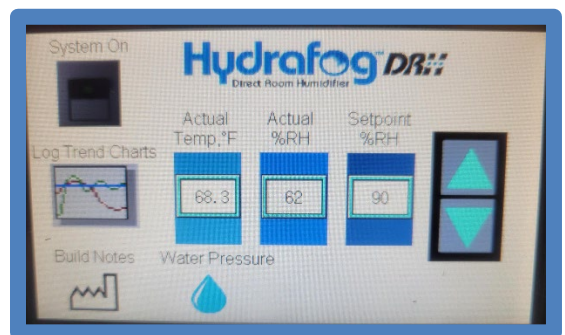 System On
Hydrafog™ DRH
Direct Room Humidifier
Actual Temp,°F
Actual %RH
Setpoint %RH
Log Trend Charts
68.3
62
90
Build Notes
Water Pressure